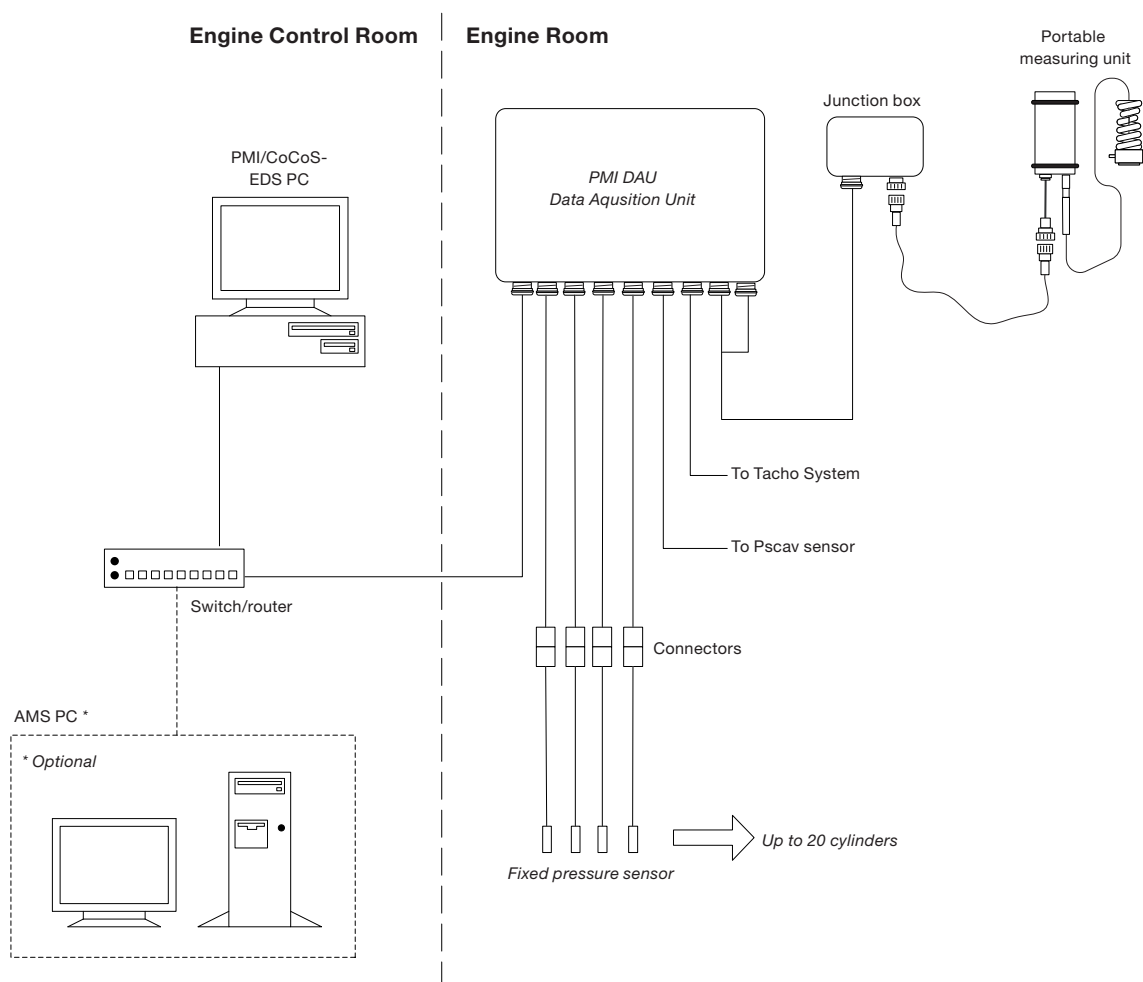 Engine Control Room
Engine Room
Portable
measuring unit
Junction box
PMI/CoCoS-
EDS PC
PMI DAU
Data Aqusition Unit
To Tacho System
To Pscav sensor
Switch/router
Connectors
AMS PC *
* Optional
Up to 20 cylinders
Fixed pressure sensor